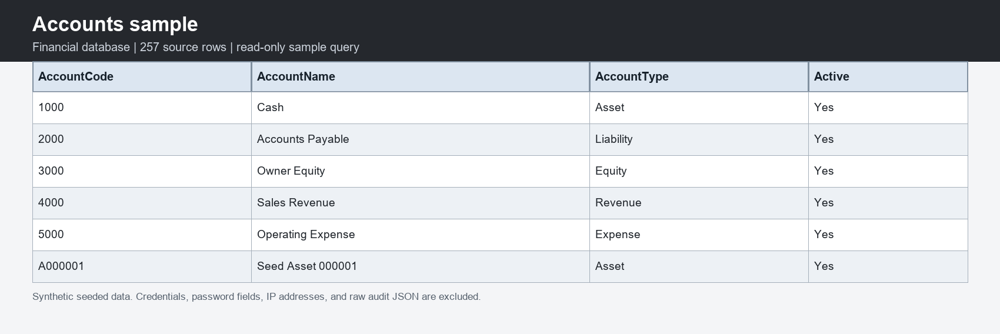 Accounts sample
Financial database | 257 source rows | read-only sample query
AccountCode AccountName AccountType Active
1000 Cash Asset Yes
2000 Accounts Payable Liability Yes
3000 Owner Equity Equity Yes
4000 Sales Revenue Revenue Yes
5000 Operating Expense Expense Yes
A000001 Seed Asset 000001 Asset Yes
Synthetic seeded data. Credentials, password fields, IP addresses, and raw audit JSON are excluded.